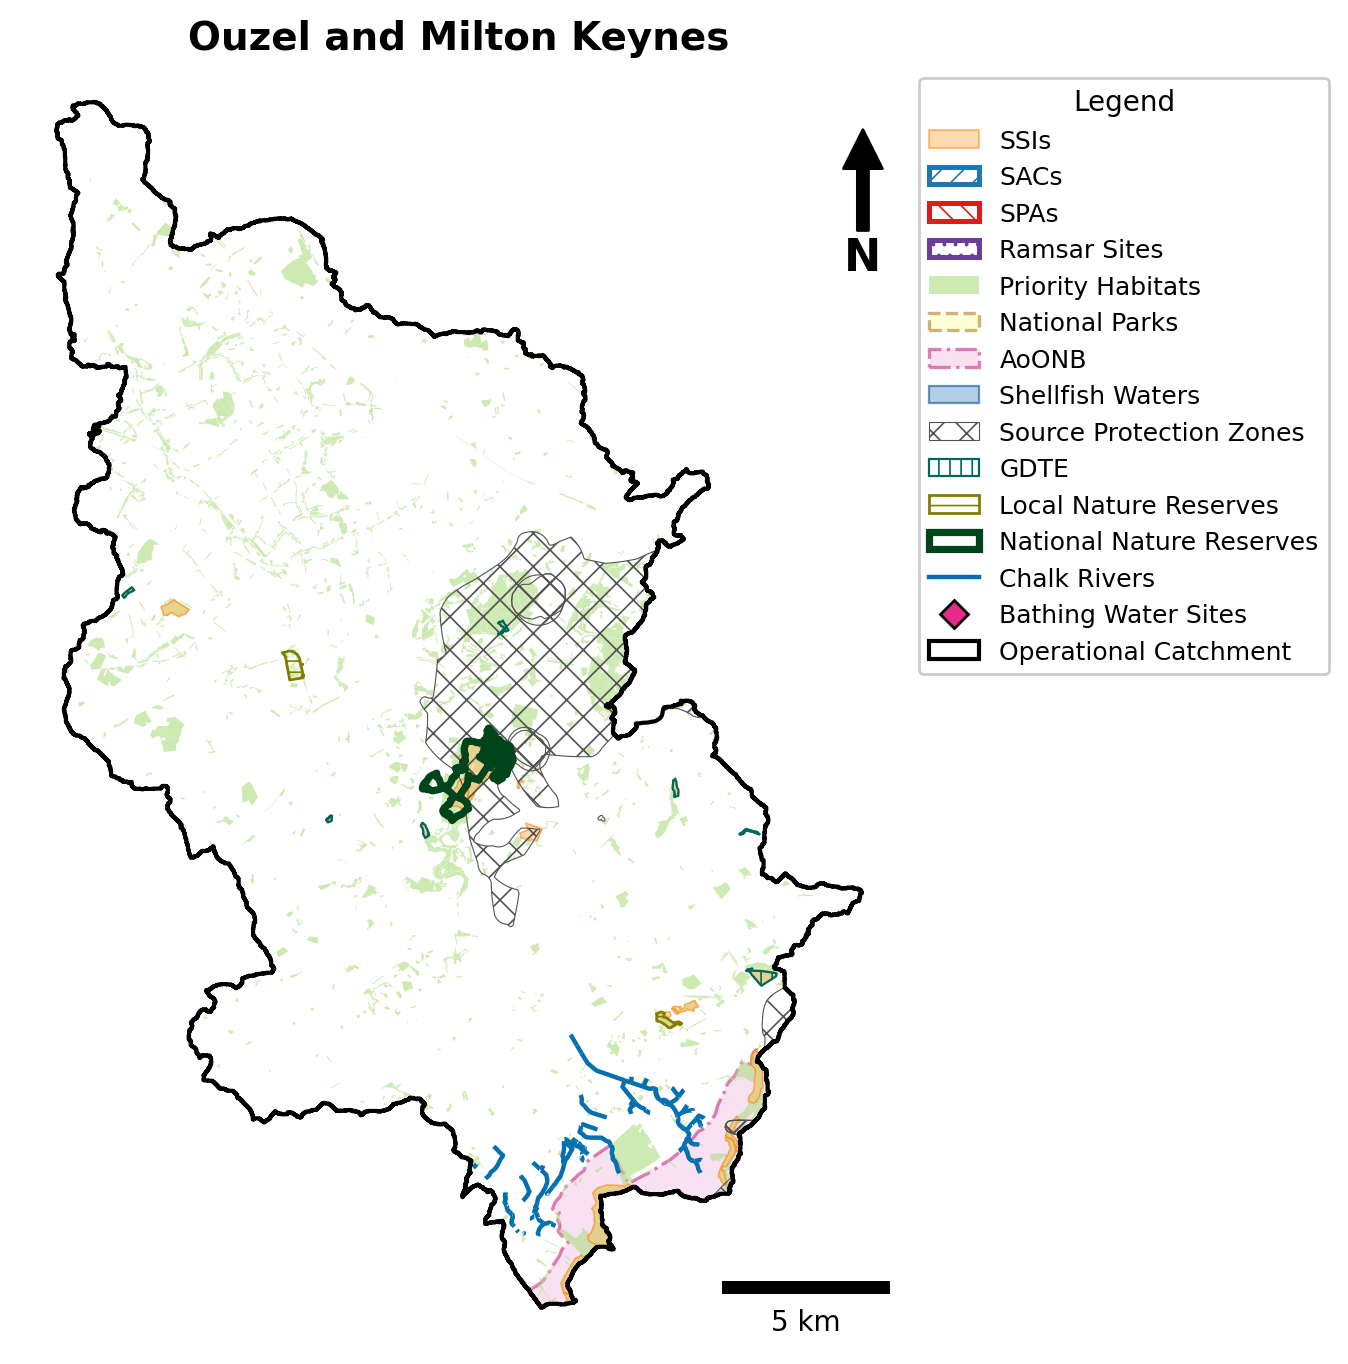 Ouzel and Milton Keynes
Legend
SSIs
SACs
SPAs
Ramsar Sites
Priority Habitats
National Parks
AoONB
Shellfish Waters
Source Protection Zones
GDTE
Local Nature Reserves
National Nature Reserves
Chalk Rivers
Bathing Water Sites
Operational Catchment
N
5 km